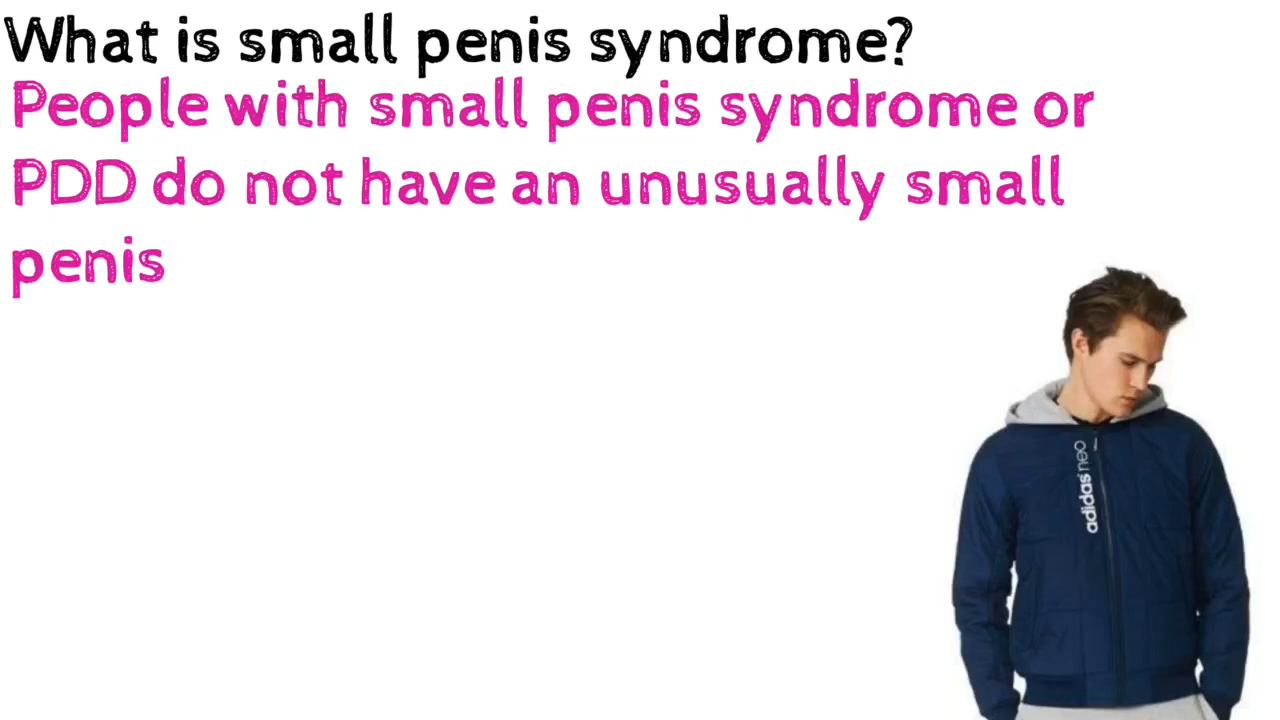 What is small penis syndrome?
People with small penis syndrome or
PDD do not have an unusually small
penis
adidas neo